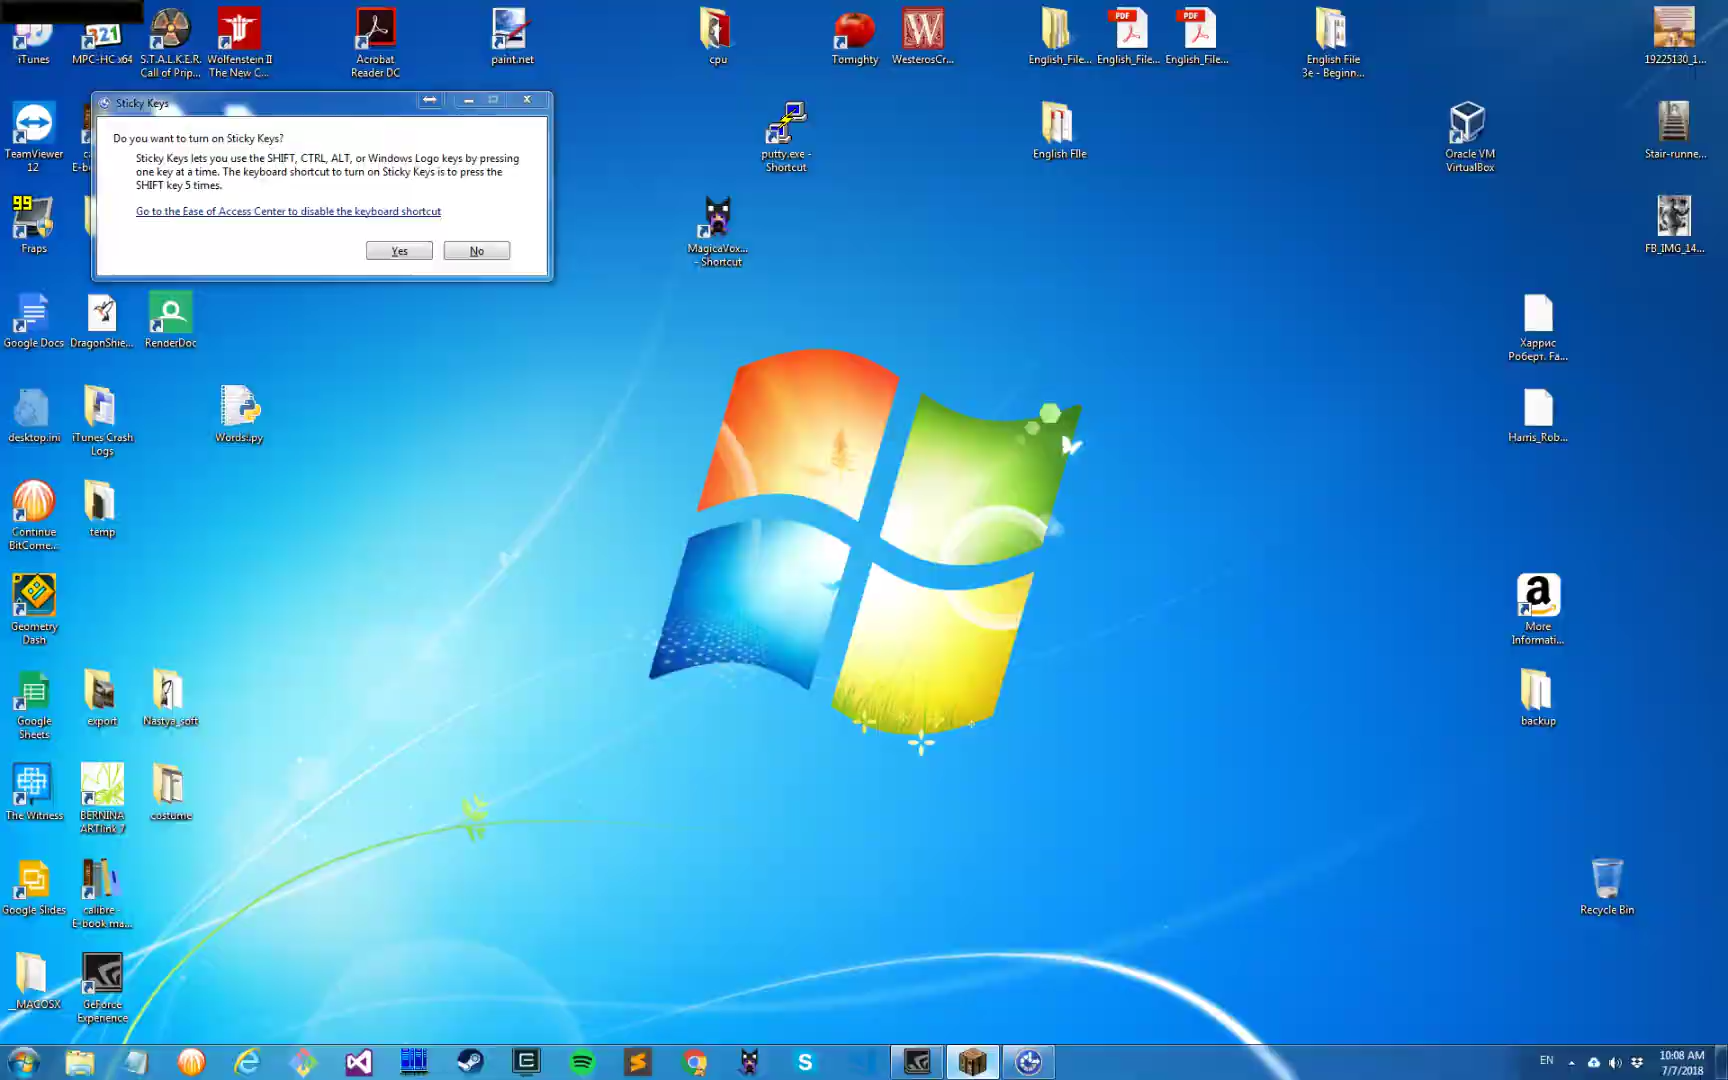 iTunes
MPC-HC x64
S.T.A.L.K.E.R.
Call of Prip...
Wolfenstein II
The New C...
Acrobat
Reader DC
paint.net
cpu
Tomighty
WesterosCr...
English_File...
English_File...
English_File...
English File
3e - Beginn...
19225130_1...
Sticky Keys
Do you want to turn on Sticky Keys?
Sticky Keys lets you use the SHIFT, CTRL, ALT, or Windows Logo keys by pressing
one key at a time. The keyboard shortcut to turn on Sticky Keys is to press the
SHIFT key 5 times.
Go to the Ease of Access Center to disable the keyboard shortcut
Yes
No
TeamViewer
12
putty.exe -
Shortcut
English File
Oracle VM
VirtualBox
Stair-runne...
99
Fraps
MagicaVox...
- Shortcut
FB_IMG_14...
Google Docs
DragonShie...
RenderDoc
Харрис
Роберт. Fa...
desktop.ini
iTunes Crash
Logs
Words.py
Harris_Rob...
Continue
BitCome...
temp
Geometry
Dash
More
Informati...
Google
Sheets
export
Nastya_soft
backup
The Witness
BERNINA
ARTlink 7
costume
Google Slides
calibre -
E-book ma...
Recycle Bin
__MACOSX
GeForce
Experience
EN
10:08 AM
7/7/2018